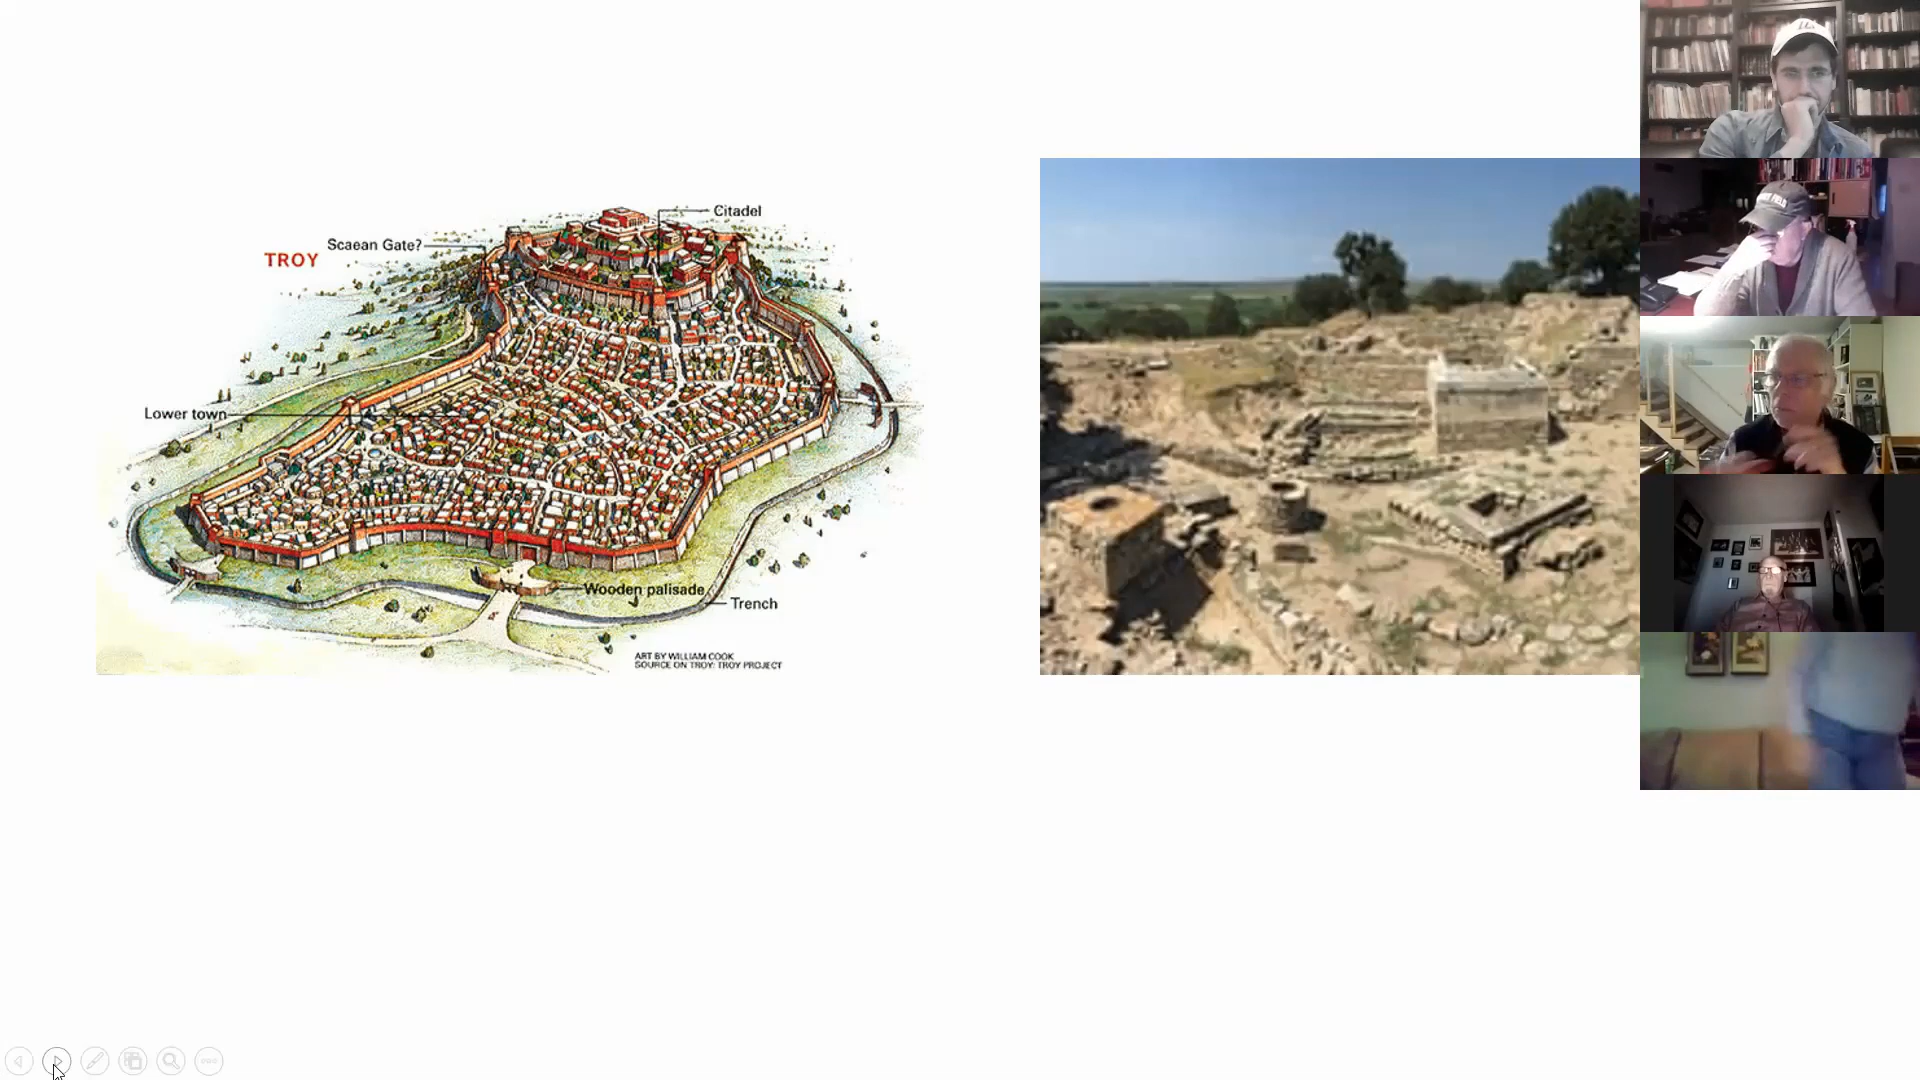 Citadel
Scaean Gate?
TROY
Lower town
Wooden palisade
Trench
ART BY WILLIAM COOK
SOURCE ON TROY: TROY PROJECT